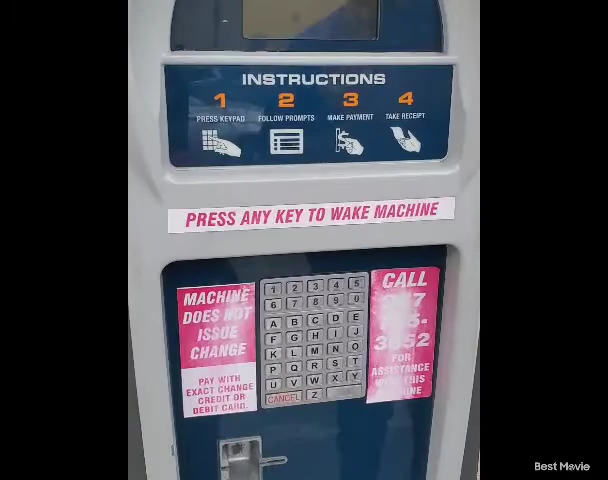 INSTRUCTIONS
1 2 3 4
PRESS KEYPAD FOLLOW PROMPTS MAKE PAYMENT TAKE RECEIPT
PRESS ANY KEY TO WAKE MACHINE
MACHINE
DOES NOT
ISSUE
CHANGE
PAY WITH
EXACT CHANGE
CREDIT OR
DEBIT CARD.
1 2 3 4 5
6 7 8 9 0
A B C D E
F G H I J
K L M N O
P Q R S T
U V W X Y
CANCEL Z
CALL
FOR
ASSISTANCE
Best Movie